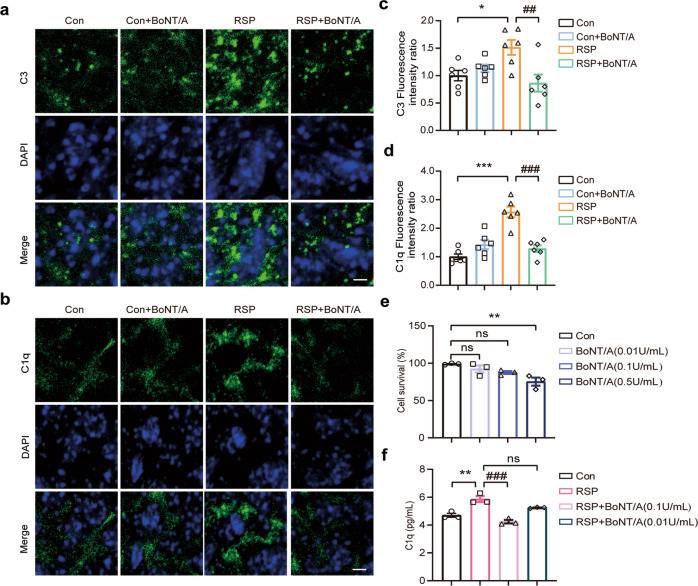 a
Con Con+BoNT/A RSP RSP+BoNT/A
C3
DAPI
Merge
b
Con Con+BoNT/A RSP RSP+BoNT/A
C1q
DAPI
Merge
c
C3 Fluorescence
intensity ratio
2.0
1.5
1.0
0.5
0.0
*
##
Con
Con+BoNT/A
RSP
RSP+BoNT/A
d
C1q Fluorescence
intensity ratio
4.0
3.0
2.0
1.0
0.0
***
###
Con
Con+BoNT/A
RSP
RSP+BoNT/A
e
Cell survival (%)
150
100
50
0
**
ns
ns
Con
BoNT/A(0.01U/mL)
BoNT/A(0.1U/mL)
BoNT/A(0.5U/mL)
f
C1q (pg/mL)
8
6
4
2
0
**
###
ns
Con
RSP
RSP+BoNT/A(0.1U/mL)
RSP+BoNT/A(0.01U/mL)